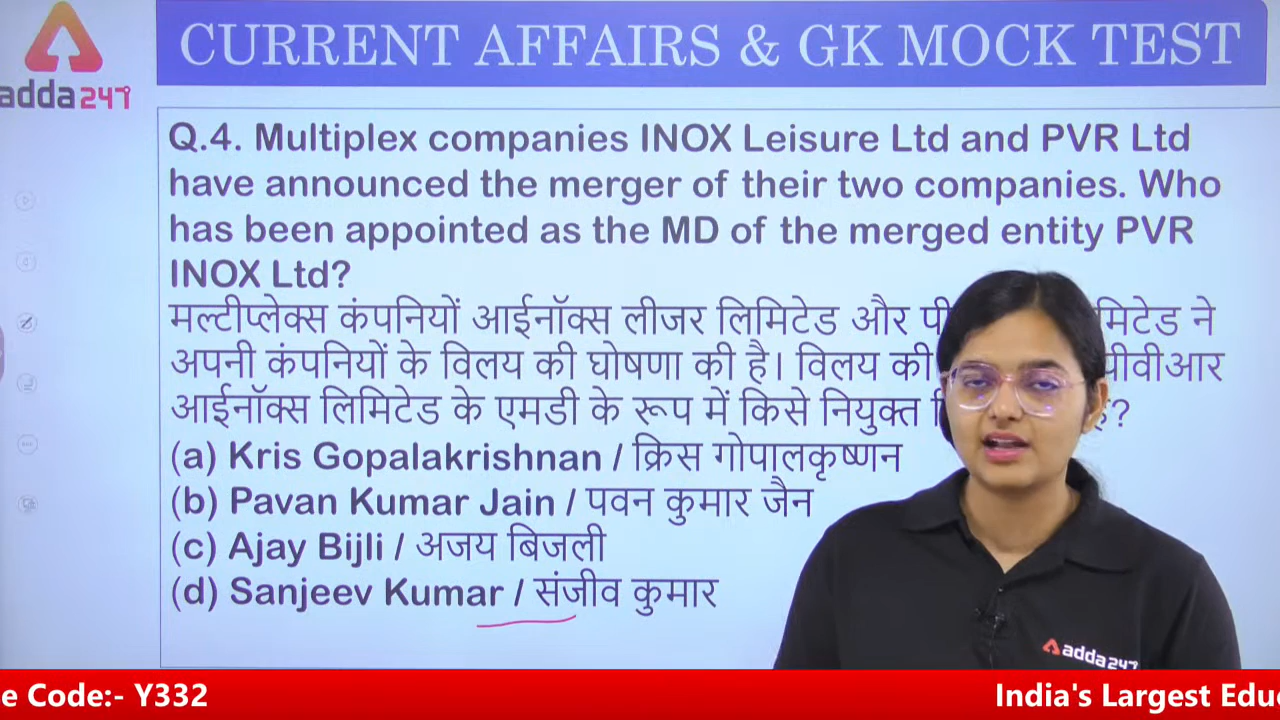 CURRENT AFFAIRS & GK MOCK TEST
adda247
Q.4. Multiplex companies INOX Leisure Ltd and PVR Ltd
have announced the merger of their two companies. Who
has been appointed as the MD of the merged entity PVR
INOX Ltd?
मल्टीप्लेक्स कंपनियों आईनॉक्स लीजर लिमिटेड और ने
अपनी कंपनियों के विलय की घोषणा की है। विलय की पीवीआर
आईनॉक्स लिमिटेड के एमडी के रूप में किसे नियुक्त
(a) Kris Gopalakrishnan / क्रिस गोपालकृष्णन
(b) Pavan Kumar Jain / पवन कुमार जैन
(c) Ajay Bijli / अजय बिजली
(d) Sanjeev Kumar / संजीव कुमार
adda247
e Code:- Y332
India's Largest Edu